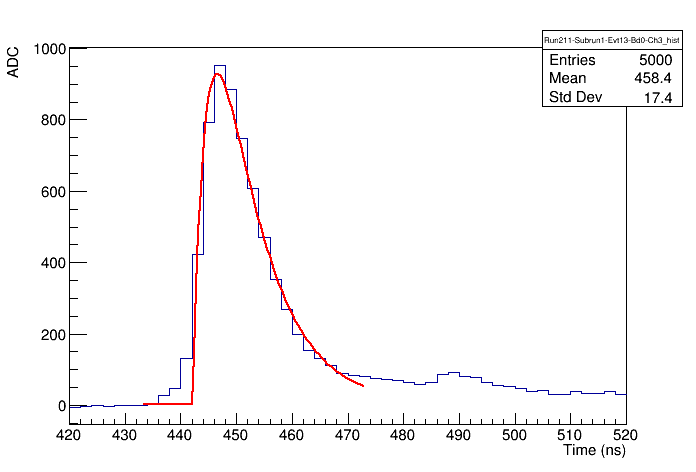 Run211-Subrun1-Evt13-Bd0-Ch3_hist
Entries 5000
Mean 458.4
Std Dev 17.4
ADC
1000
800
600
400
200
0
420 430 440 450 460 470 480 490 500 510 520
Time (ns)